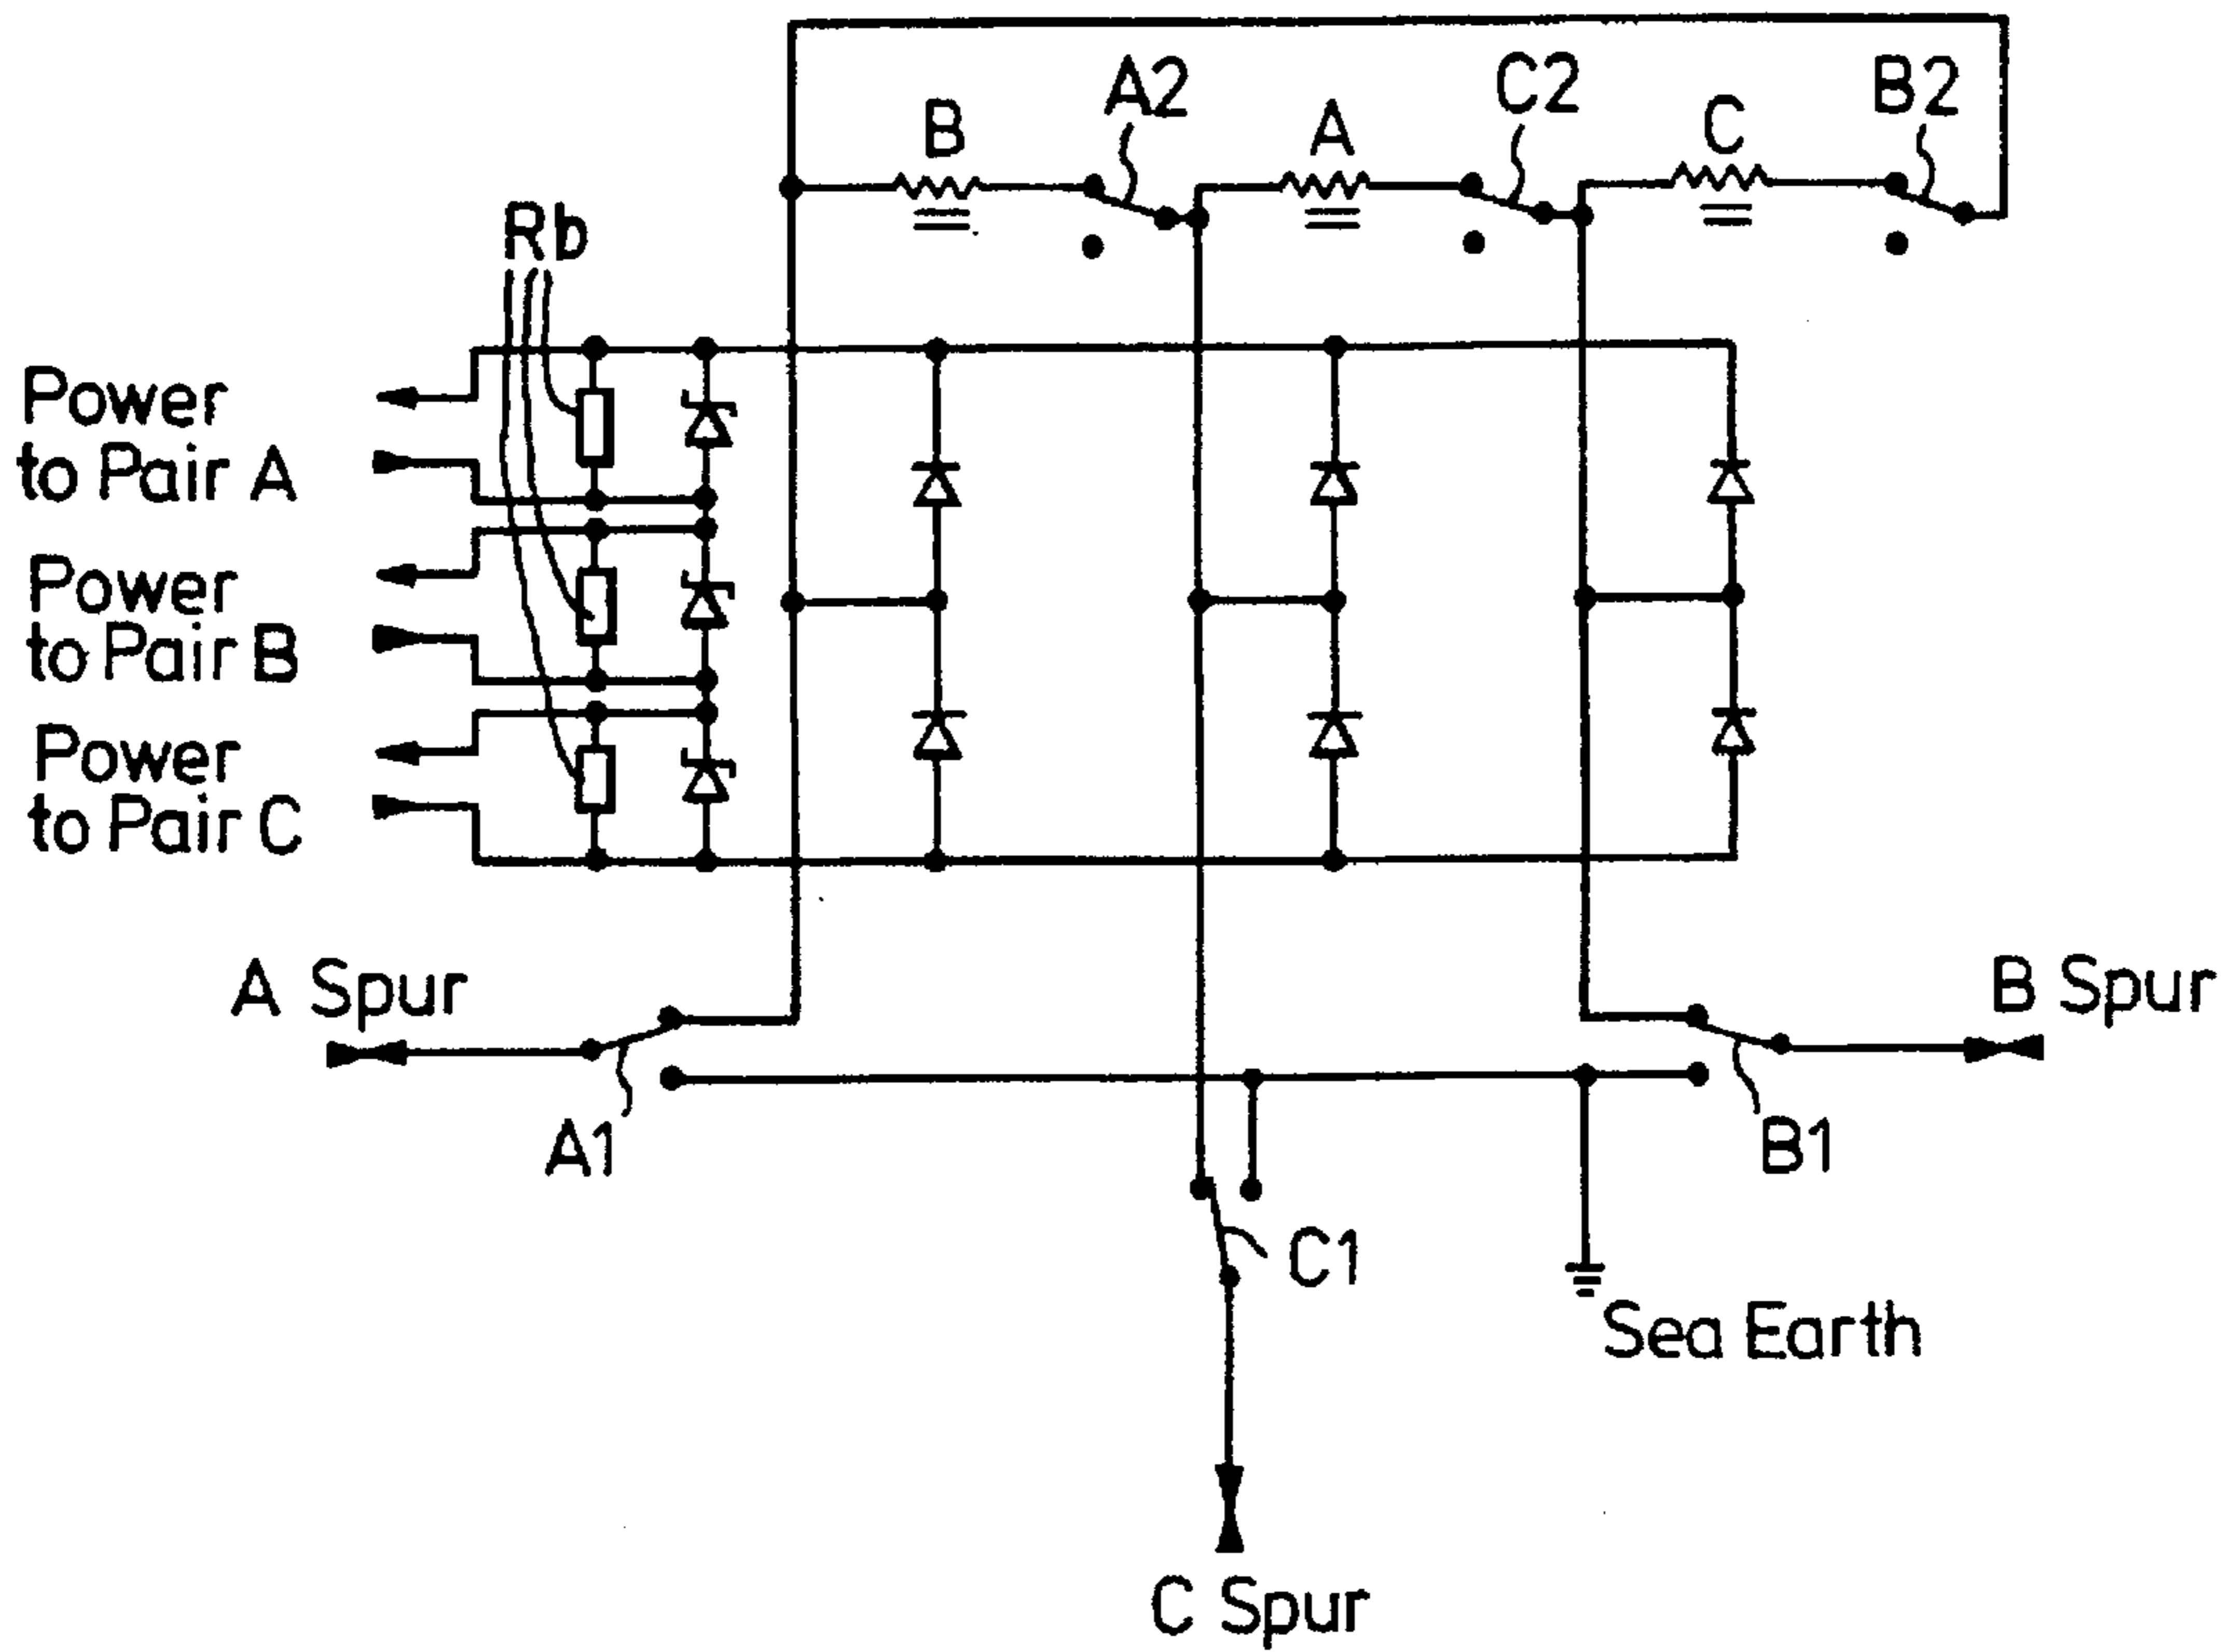 A2
C2
B2
B
A
C
Rb
Power
to Pair A
Power
to Pair B
Power
to Pair C
A Spur
B Spur
A1
B1
C1
Sea Earth
C Spur